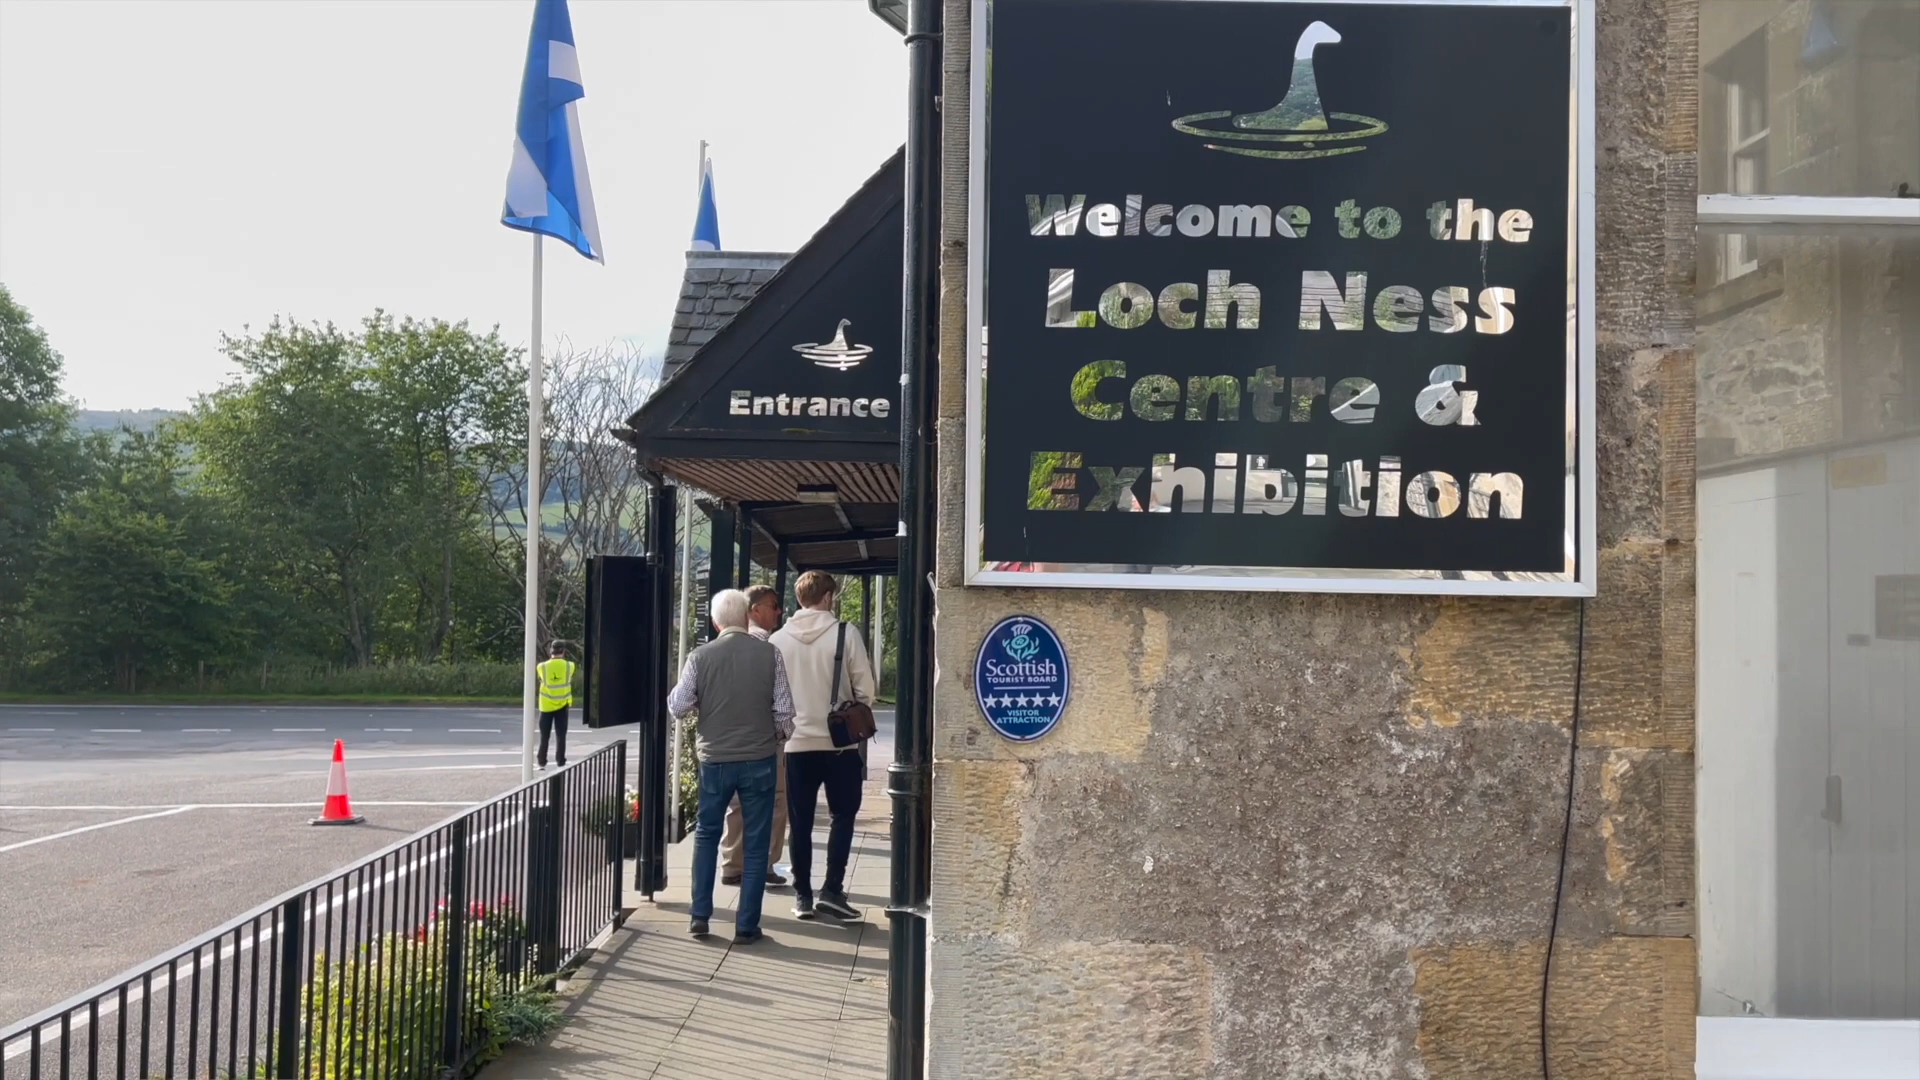 Welcome to the
Loch Ness
Centre &
Exhibition
Entrance
Scottish
TOURIST BOARD
VISITOR
ATTRACTION